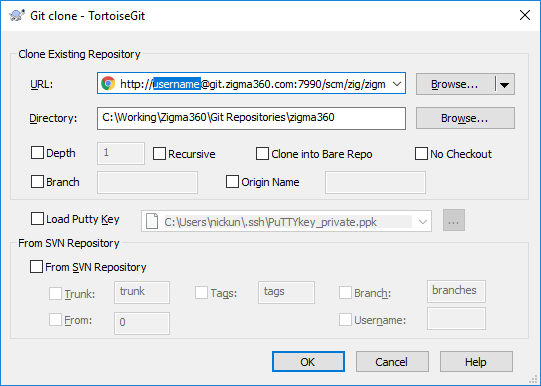 Git clone - TortoiseGit
Clone Existing Repository
URL: http://username@git.zigma360.com:7990/scm/zig/zigm Browse...
Directory: C:\Working\Zigma360\Git Repositories\zigma360 Browse...
Depth 1 Recursive Clone into Bare Repo No Checkout
Branch Origin Name
Load Putty Key C:\Users\nickun\.ssh\PuTTYkey_private.ppk ...
From SVN Repository
From SVN Repository
Trunk: trunk Tags: tags Branch: branches
From: 0 Username:
OK Cancel Help